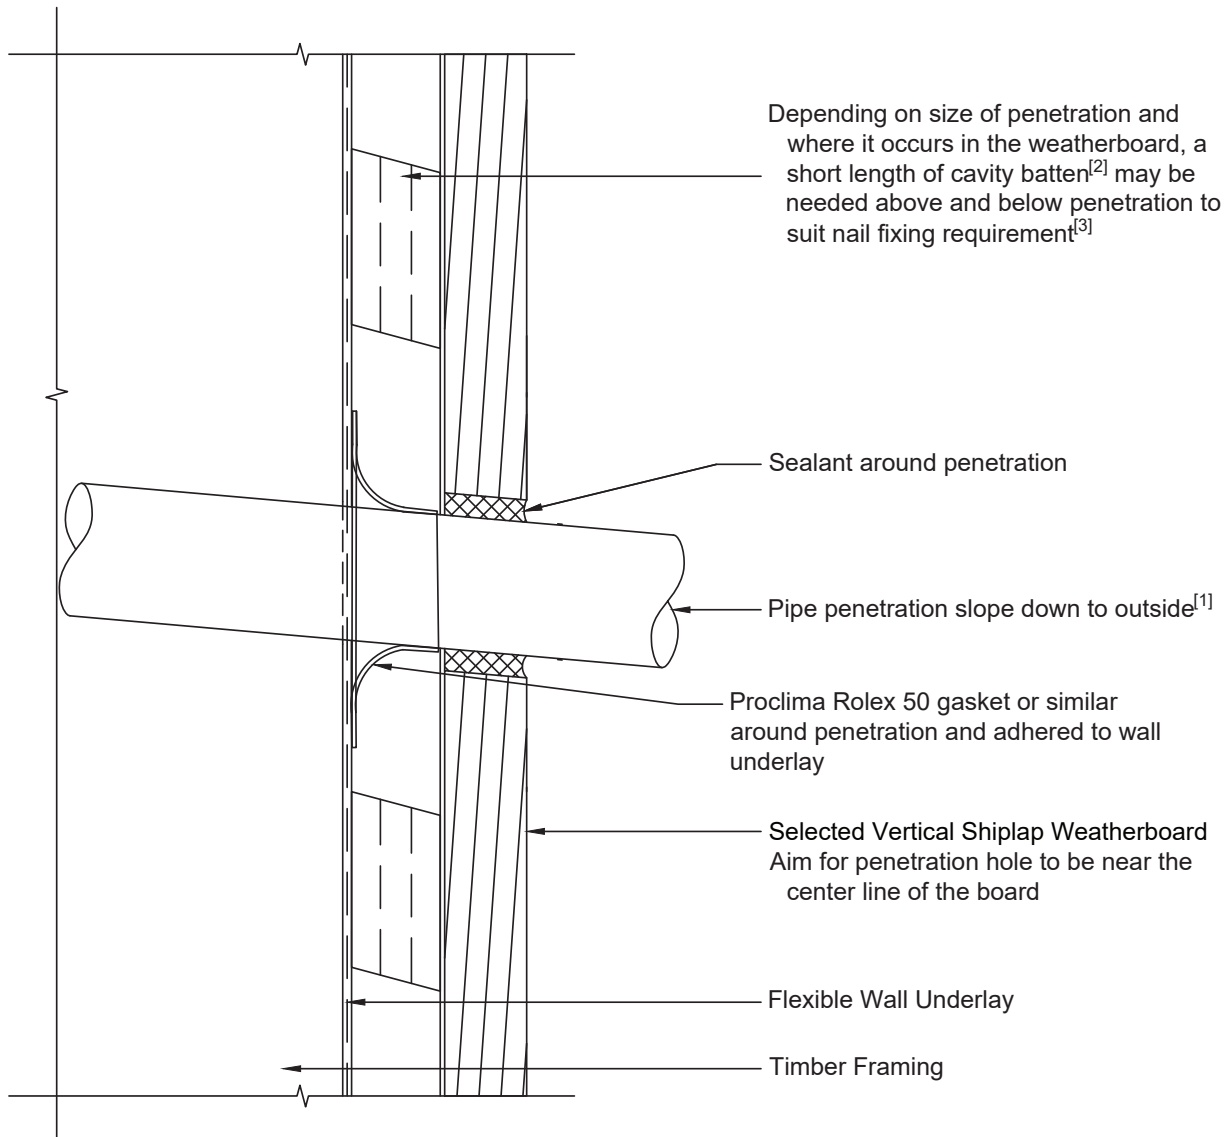 Depending on size of penetration and
where it occurs in the weatherboard, a
short length of cavity batten[2] may be
needed above and below penetration to
suit nail fixing requirement[3]
Sealant around penetration
Pipe penetration slope down to outside[1]
Proclima Rolex 50 gasket or similar
around penetration and adhered to wall
underlay
Selected Vertical Shiplap Weatherboard
Aim for penetration hole to be near the
center line of the board
Flexible Wall Underlay
Timber Framing